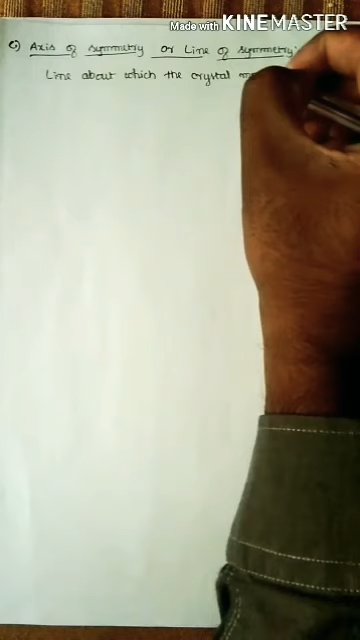 Made with KINEMASTER
c) Axis of symmetry or Line of symmetry:
Line about which the crystal